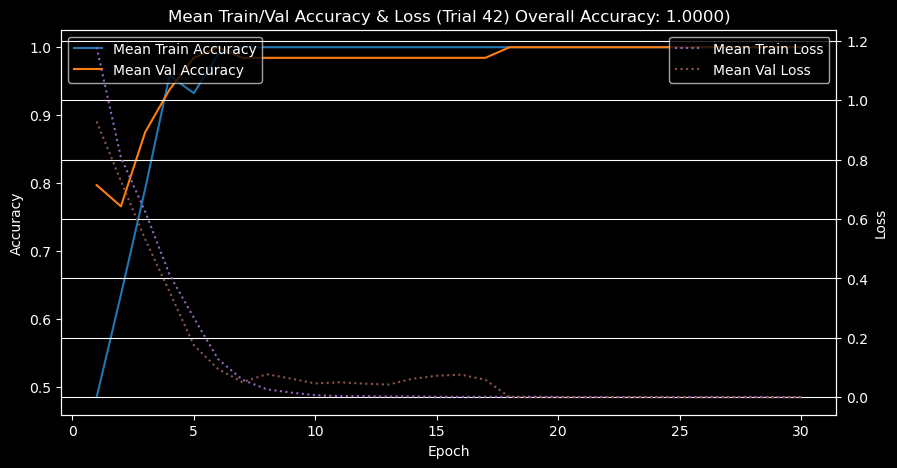 Mean Train/Val Accuracy & Loss (Trial 42) Overall Accuracy: 1.0000)
Mean Train Accuracy
Mean Val Accuracy
Mean Train Loss
Mean Val Loss
Accuracy
1.0
0.9
0.8
0.7
0.6
0.5
Loss
1.2
1.0
0.8
0.6
0.4
0.2
0.0
0 5 10 15 20 25 30
Epoch